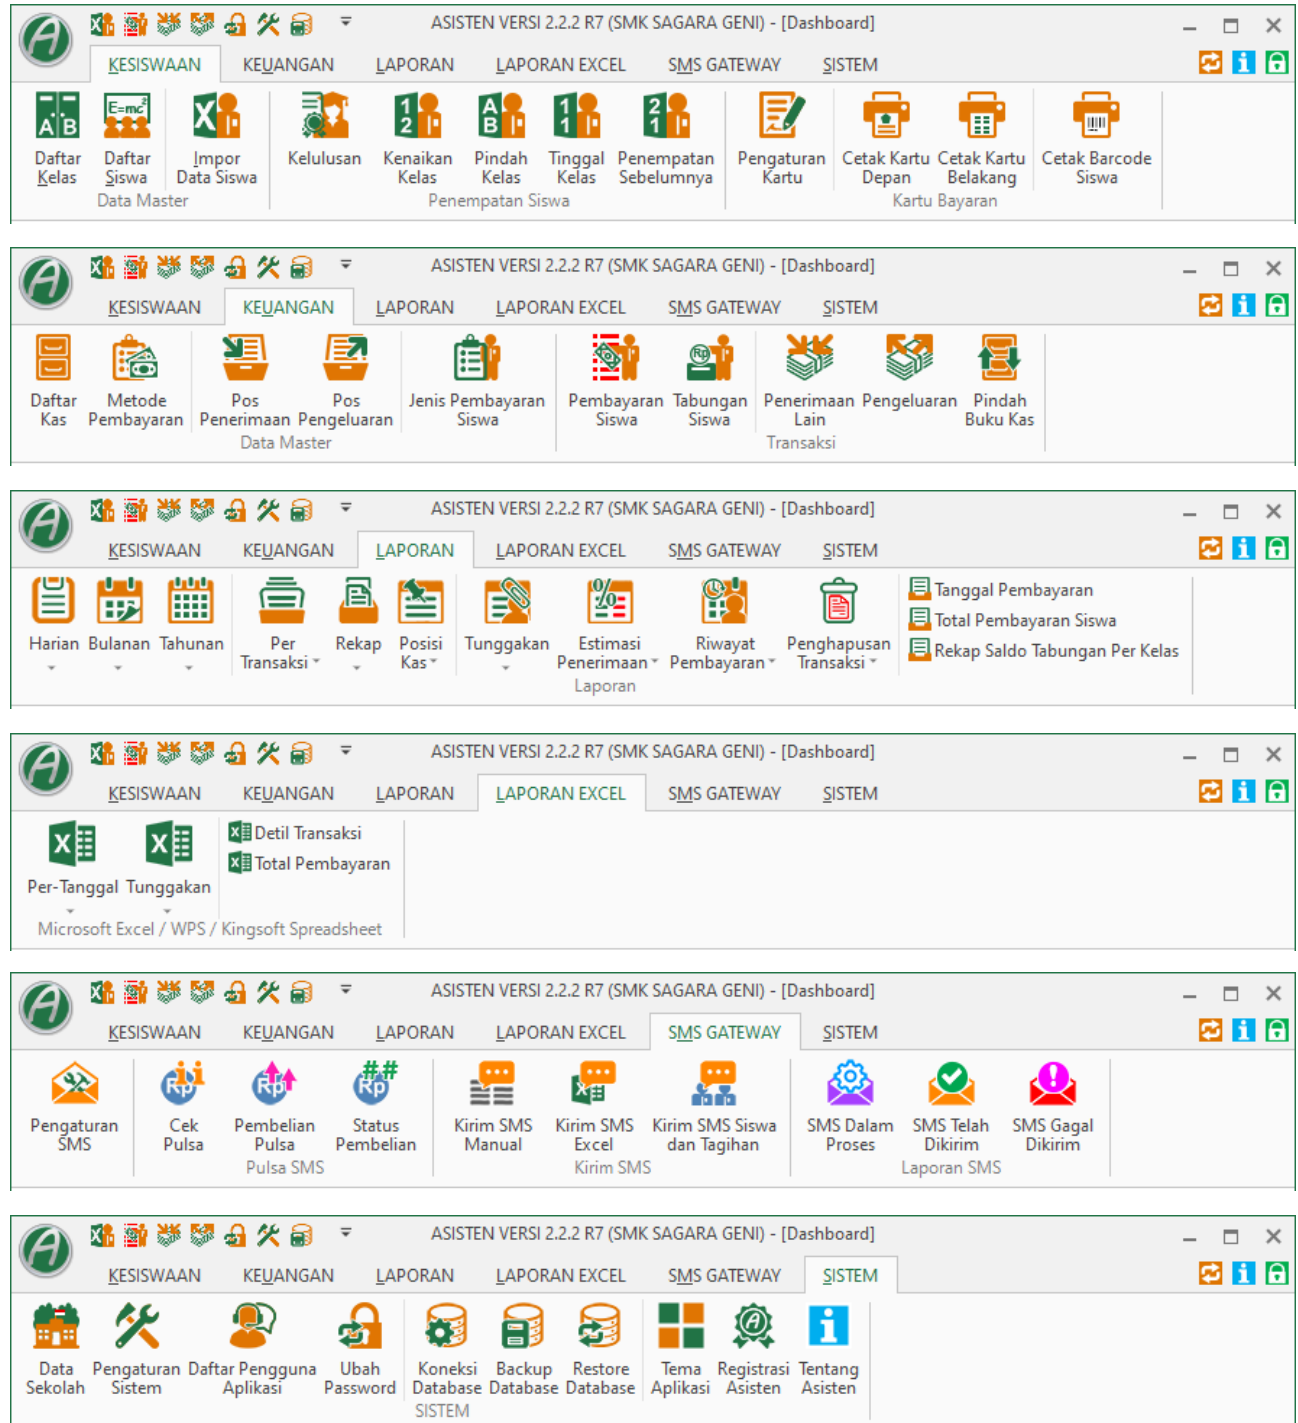 ASISTEN VERSI 2.2.2 R7 (SMK SAGARA GENI) - [Dashboard]
KESISWAAN KEUANGAN LAPORAN LAPORAN EXCEL SMS GATEWAY SISTEM
Daftar Daftar Impor Kelulusan Kenaikan Pindah Tinggal Penempatan Pengaturan Cetak Kartu Cetak Kartu Cetak Barcode
Kelas Siswa Data Siswa Kelas Kelas Kelas Sebelumnya Kartu Depan Belakang Siswa
Data Master Penempatan Siswa Kartu Bayaran
ASISTEN VERSI 2.2.2 R7 (SMK SAGARA GENI) - [Dashboard]
KESISWAAN KEUANGAN LAPORAN LAPORAN EXCEL SMS GATEWAY SISTEM
Daftar Metode Pos Pos Jenis Pembayaran Pembayaran Tabungan Penerimaan Pengeluaran Pindah
Kas Pembayaran Penerimaan Pengeluaran Siswa Siswa Siswa Lain Buku Kas
Data Master Transaksi
ASISTEN VERSI 2.2.2 R7 (SMK SAGARA GENI) - [Dashboard]
KESISWAAN KEUANGAN LAPORAN LAPORAN EXCEL SMS GATEWAY SISTEM
Tanggal Pembayaran
Total Pembayaran Siswa
Harian Bulanan Tahunan Per Rekap Posisi Tunggakan Estimasi Riwayat Penghapusan Rekap Saldo Tabungan Per Kelas
Transaksi Kas Penerimaan Pembayaran Transaksi
Laporan
ASISTEN VERSI 2.2.2 R7 (SMK SAGARA GENI) - [Dashboard]
KESISWAAN KEUANGAN LAPORAN LAPORAN EXCEL SMS GATEWAY SISTEM
Detil Transaksi
Total Pembayaran
Per-Tanggal Tunggakan
Microsoft Excel / WPS / Kingsoft Spreadsheet
ASISTEN VERSI 2.2.2 R7 (SMK SAGARA GENI) - [Dashboard]
KESISWAAN KEUANGAN LAPORAN LAPORAN EXCEL SMS GATEWAY SISTEM
Pengaturan Cek Pembelian Status Kirim SMS Kirim SMS Kirim SMS Siswa SMS Dalam SMS Telah SMS Gagal
SMS Pulsa Pulsa Pembelian Manual Excel dan Tagihan Proses Dikirim Dikirim
Pulsa SMS Kirim SMS Laporan SMS
ASISTEN VERSI 2.2.2 R7 (SMK SAGARA GENI) - [Dashboard]
KESISWAAN KEUANGAN LAPORAN LAPORAN EXCEL SMS GATEWAY SISTEM
Data Pengaturan Daftar Pengguna Ubah Koneksi Backup Restore Tema Registrasi Tentang
Sekolah Sistem Aplikasi Password Database Database Database Aplikasi Asisten Asisten
SISTEM